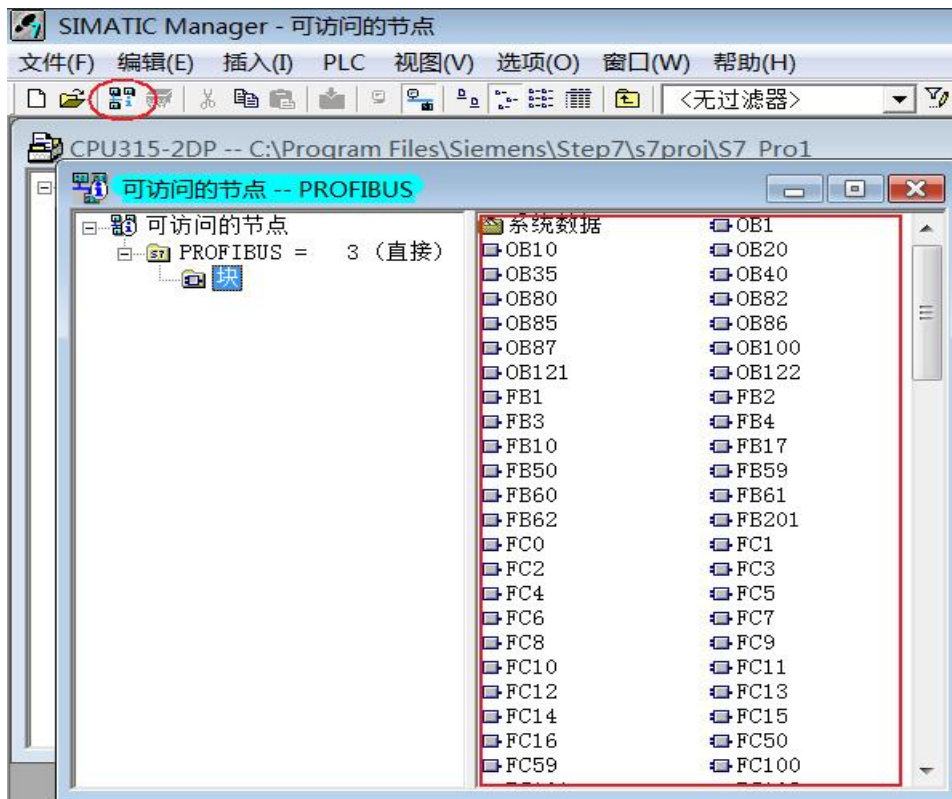 SIMATIC Manager - 可访问的节点
文件(F) 编辑(E) 插入(I) PLC 视图(V) 选项(O) 窗口(W) 帮助(H)
<无过滤器>
CPU315-2DP -- C:\Program Files\Siemens\Step7\s7proj\S7_Pro1
可访问的节点 -- PROFIBUS
可访问的节点
PROFIBUS = 3 (直接)
块
系统数据 OB1
OB10 OB20
OB35 OB40
OB80 OB82
OB85 OB86
OB87 OB100
OB121 OB122
FB1 FB2
FB3 FB4
FB10 FB17
FB50 FB59
FB60 FB61
FB62 FB201
FC0 FC1
FC2 FC3
FC4 FC5
FC6 FC7
FC8 FC9
FC10 FC11
FC12 FC13
FC14 FC15
FC16 FC50
FC59 FC100